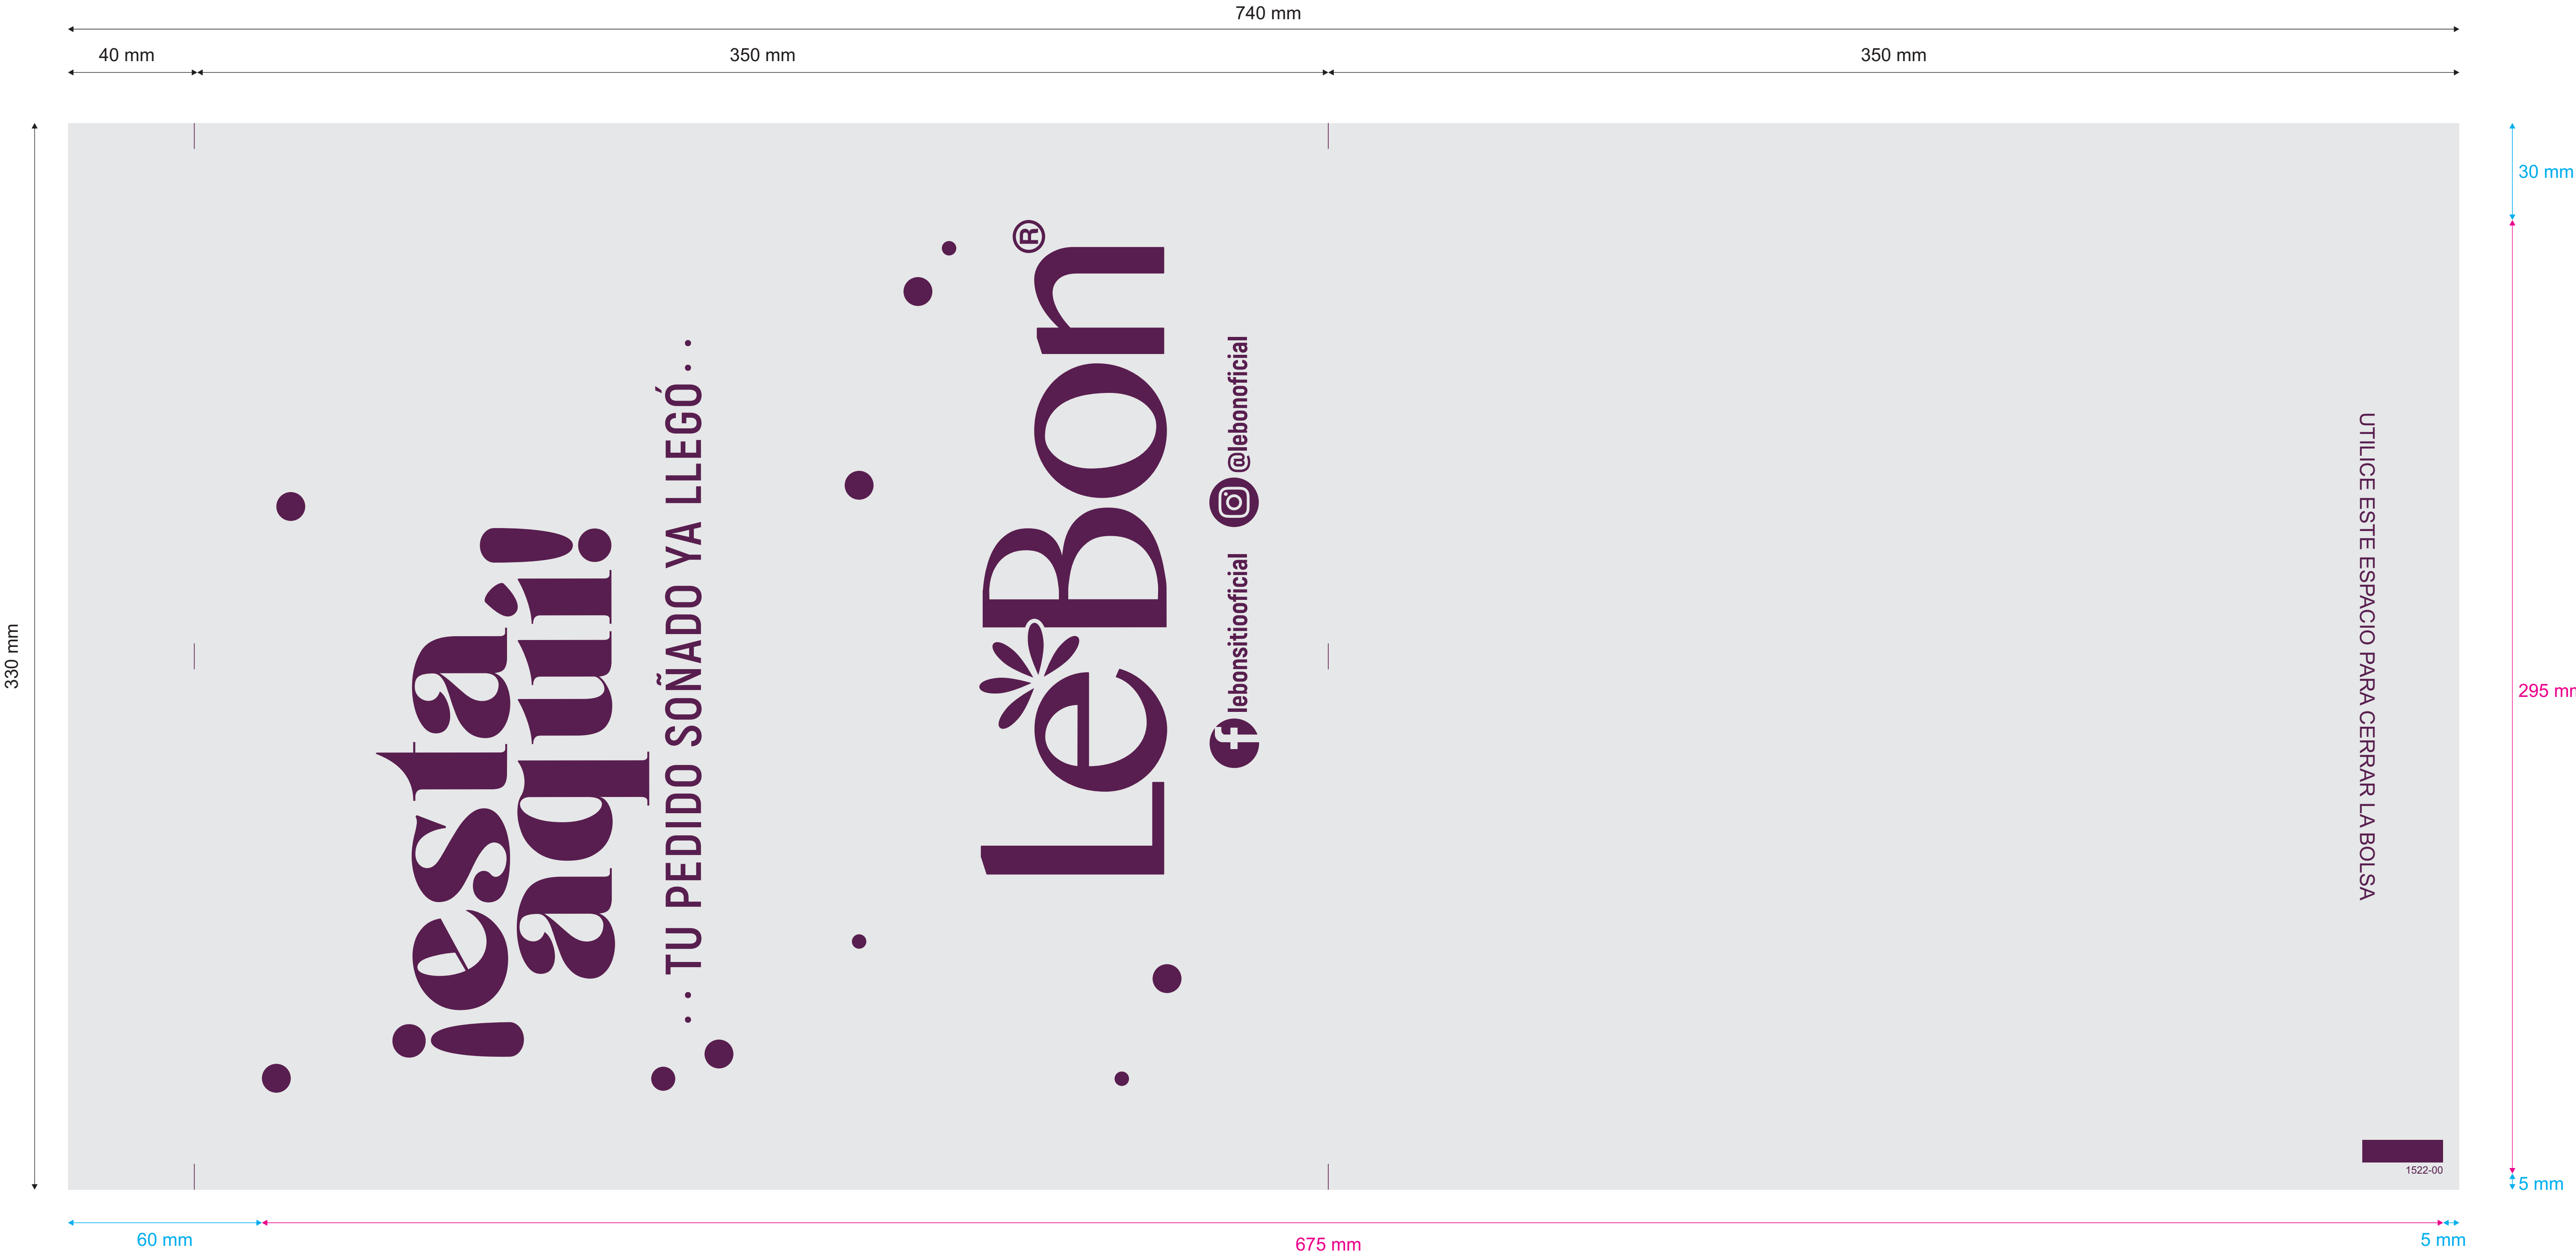 740 mm
40 mm
350 mm
350 mm
330 mm
30 mm
295 mm
5 mm
60 mm
675 mm
5 mm
¡esta
aquí!
·· TU PEDIDO SOÑADO YA LLEGÓ ··
LeBon®
lebonsitiooficial @lebonoficial
UTILICE ESTE ESPACIO PARA CERRAR LA BOLSA
1522-00